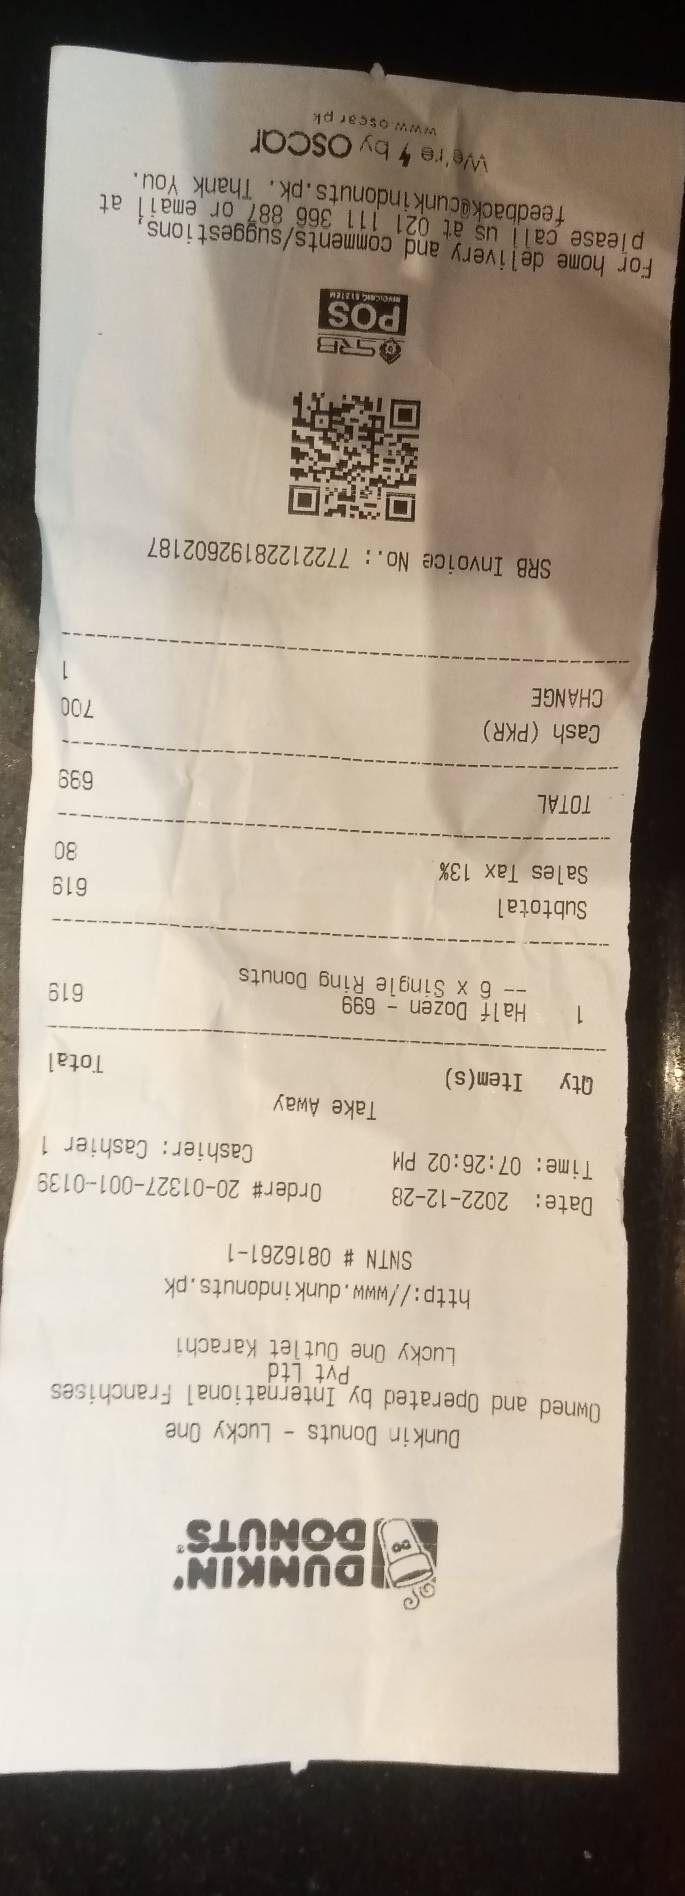 DUNKIN'
DONUTS
DD
Dunkin Donuts - Lucky One
Owned and Operated by International Franchises
Pvt Ltd
Lucky One Outlet Karachi
http://www.dunkindonuts.pk
SNTN # 0816261-1
Date: 2022-12-28 Order# 20-01327-001-0139
Time: 07:26:02 PM Cashier: Cashier 1
Take Away
Qty Item(s) Total
1 Half Dozen - 699 619
-- 6 x Single Ring Donuts
Subtotal 619
Sales Tax 13% 80
TOTAL 699
Cash (PKR) 700
CHANGE 1
SRB Invoice No.: 77221228192602187
SRB
POS
INVOICING SYSTEM
For home delivery and comments/suggestions,
please call us at 021 111 366 887 or email at
feedback@cunkindonuts.pk. Thank You.
We're by OSCAR
www.oscar.pk